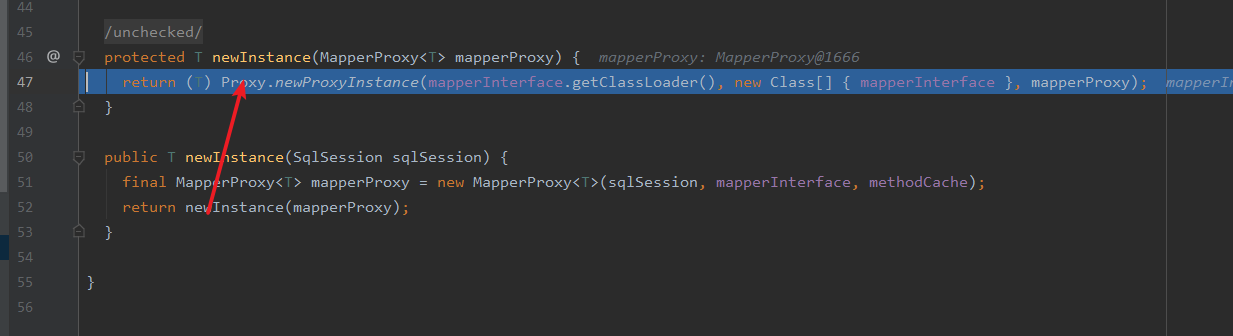 44
45 /unchecked/
46 @ protected T newInstance(MapperProxy<T> mapperProxy) { mapperProxy: MapperProxy@1666
47 return (T) Proxy.newProxyInstance(mapperInterface.getClassLoader(), new Class[] { mapperInterface }, mapperProxy); mapperIn
48 }
49
50 public T newInstance(SqlSession sqlSession) {
51 final MapperProxy<T> mapperProxy = new MapperProxy<T>(sqlSession, mapperInterface, methodCache);
52 return newInstance(mapperProxy);
53 }
54
55 }
56